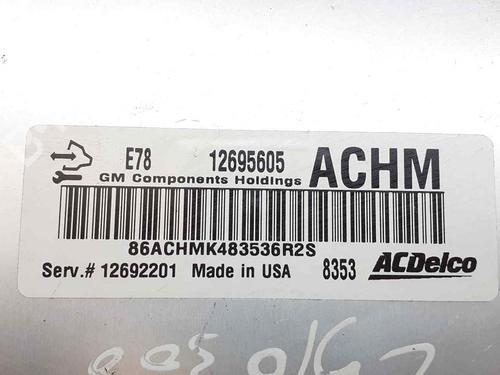 E78 12695605 ACHM
GM Components Holdings
86ACHMK483536R2S
Serv.# 12692201 Made in USA 8353 ACDelco